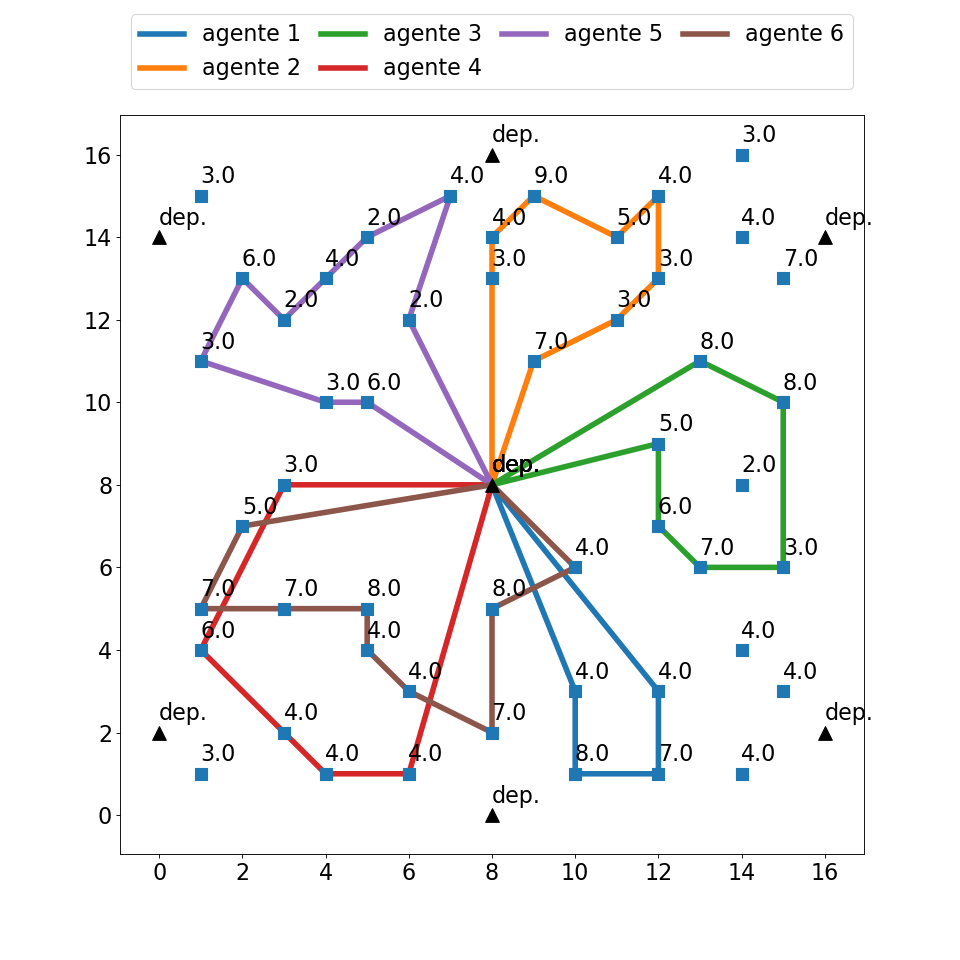 agente 1 agente 3 agente 5 agente 6
agente 2 agente 4
16 dep. 3.0
3.0 4.0 9.0 4.0
14 dep. 2.0 4.0 5.0 4.0 dep.
6.0 4.0 3.0 3.0 7.0
12 2.0 2.0 3.0
3.0 7.0 8.0
10 3.0 6.0 8.0
5.0
8 3.0 dep. 2.0
5.0 6.0
6 4.0 7.0 3.0
7.0 7.0 8.0 8.0
4 6.0 4.0 4.0
4.0 4.0 4.0 4.0
2 dep. 4.0 7.0 dep.
3.0 4.0 4.0 8.0 7.0 4.0
0 dep.
0 2 4 6 8 10 12 14 16